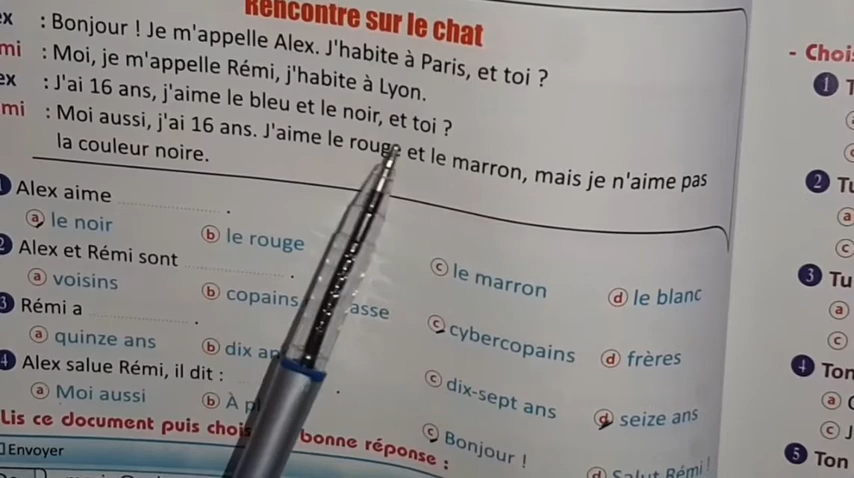 Rencontre sur le chat
ex : Bonjour ! Je m'appelle Alex. J'habite à Paris, et toi ?
mi : Moi, je m'appelle Rémi, j'habite à Lyon.
ex : J'ai 16 ans, j'aime le bleu et le noir, et toi ?
mi : Moi aussi, j'ai 16 ans. J'aime le rouge et le marron, mais je n'aime pas
la couleur noire.
Alex aime .
a le noir b le rouge c le marron d le blanc
2 Alex et Rémi sont .
a voisins b copains asse c cybercopains d frères
3 Rémi a .
a quinze ans b dix c dix-sept ans d seize ans
4 Alex salue Rémi, il dit : .
a Moi aussi b À c Bonjour ! d Salut Rémi !
Lis ce document puis bonne réponse :
Envoyer
- Chois
1
2 Tu
a
c
3 Tu
a
c
4 Ton
a
c J
5 Ton